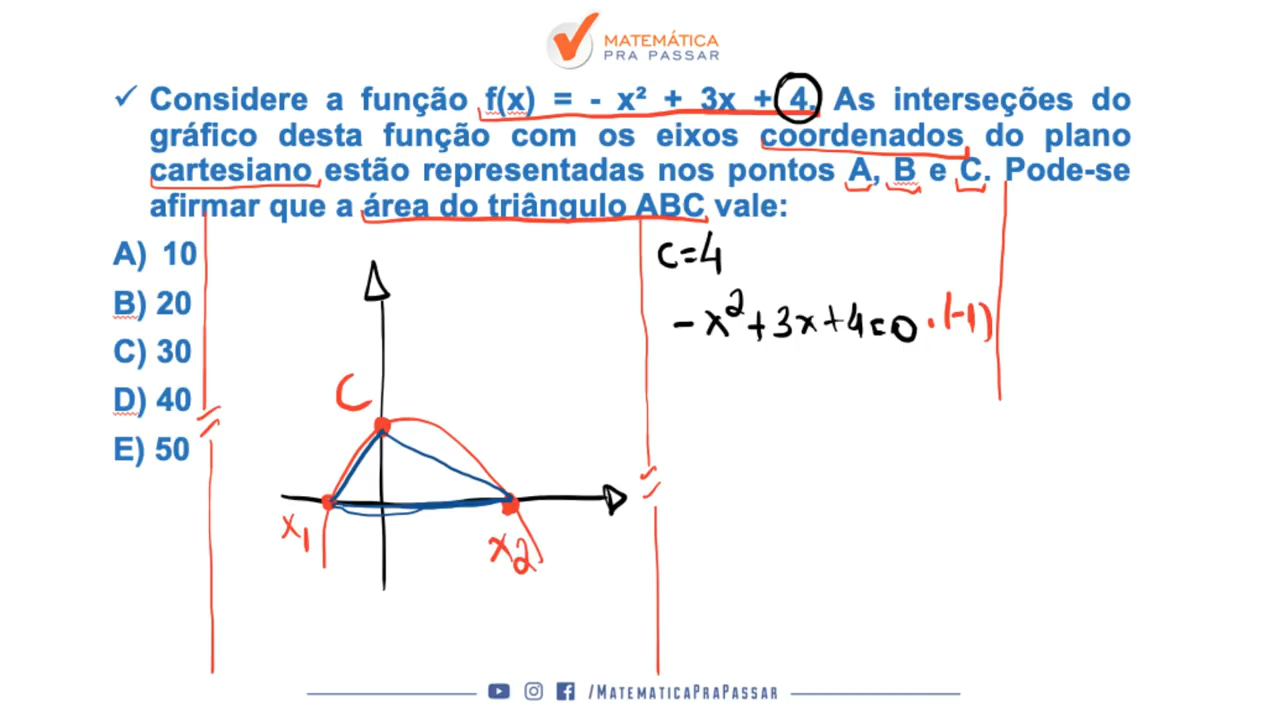 MATEMÁTICA
PRA PASSAR
✓ Considere a função f(x) = - x² + 3x + 4. As interseções do
gráfico desta função com os eixos coordenados do plano
cartesiano estão representadas nos pontos A, B e C. Pode-se
afirmar que a área do triângulo ABC vale:
A) 10
B) 20
C) 30
D) 40
E) 50
c=4
-x²+3x+4=0 .(-1)
C
x1
x2
/MATEMATICAPRAPASSAR